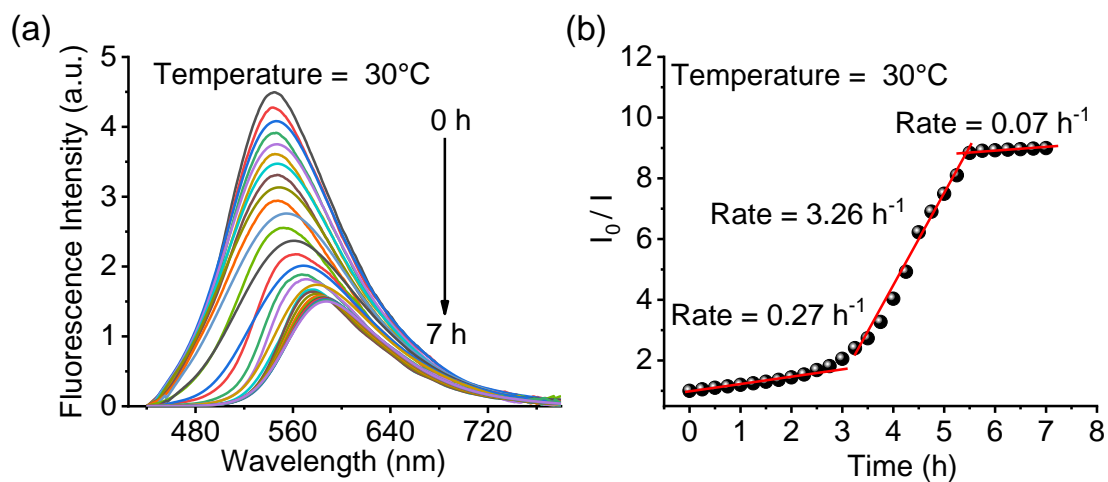 (a)
Temperature = 30°C
0 h
7 h
Fluorescence Intensity (a.u.)
5
4
3
2
1
0
480
560
640
720
Wavelength (nm)
(b)
Temperature = 30°C
Rate = 0.07 h-1
Rate = 3.26 h-1
Rate = 0.27 h-1
I0 / I
12
10
8
6
4
2
0
1
2
3
4
5
6
7
8
Time (h)